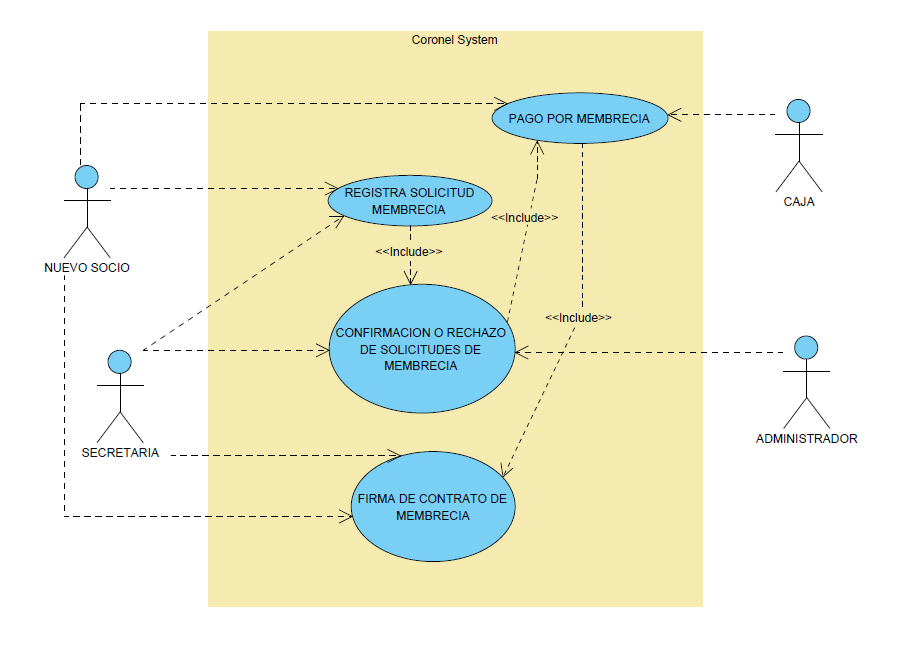 Coronel System
PAGO POR MEMBRECIA
CAJA
REGISTRA SOLICITUD
MEMBRECIA
<<Include>>
<<Include>>
NUEVO SOCIO
<<Include>>
CONFIRMACION O RECHAZO
DE SOLICITUDES DE
MEMBRECIA
SECRETARIA
ADMINISTRADOR
FIRMA DE CONTRATO DE
MEMBRECIA